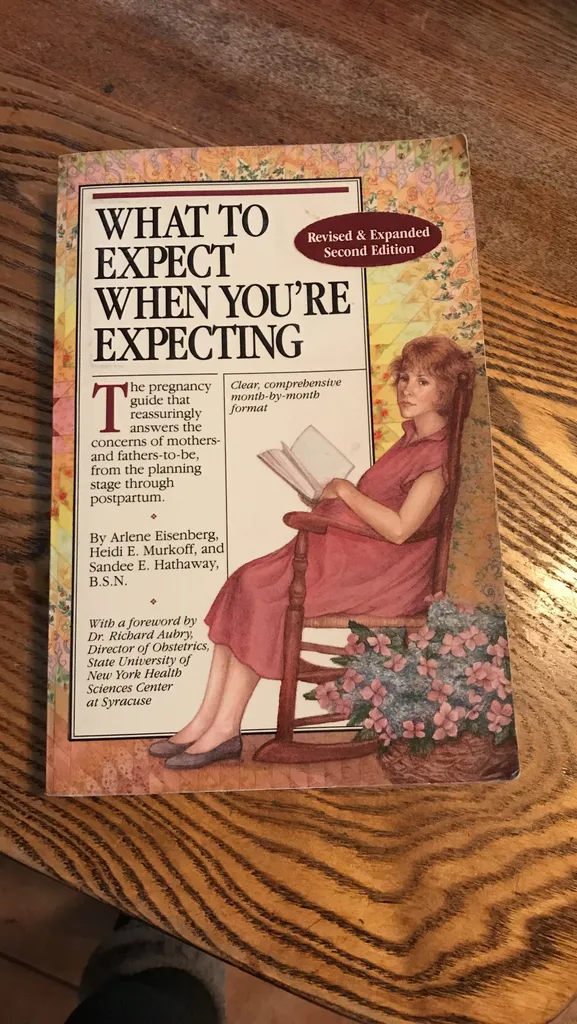 WHAT TO
EXPECT
WHEN YOU'RE
EXPECTING
Revised & Expanded
Second Edition
The pregnancy
guide that
reassuringly
answers the
concerns of mothers-
and fathers-to-be,
from the planning
stage through
postpartum.
Clear, comprehensive
month-by-month
format
By Arlene Eisenberg,
Heidi E. Murkoff, and
Sandee E. Hathaway,
B.S.N.
With a foreword by
Dr. Richard Aubry,
Director of Obstetrics,
State University of
New York Health
Sciences Center
at Syracuse